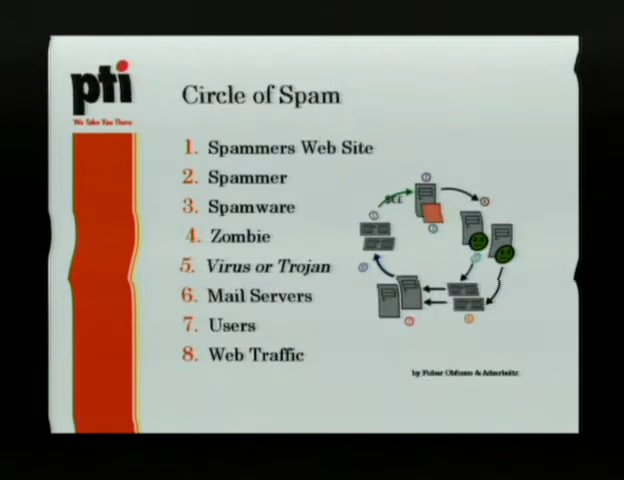 pti
We Take You There
Circle of Spam
1. Spammers Web Site
2. Spammer
3. Spamware
4. Zombie
5. Virus or Trojan
6. Mail Servers
7. Users
8. Web Traffic
by